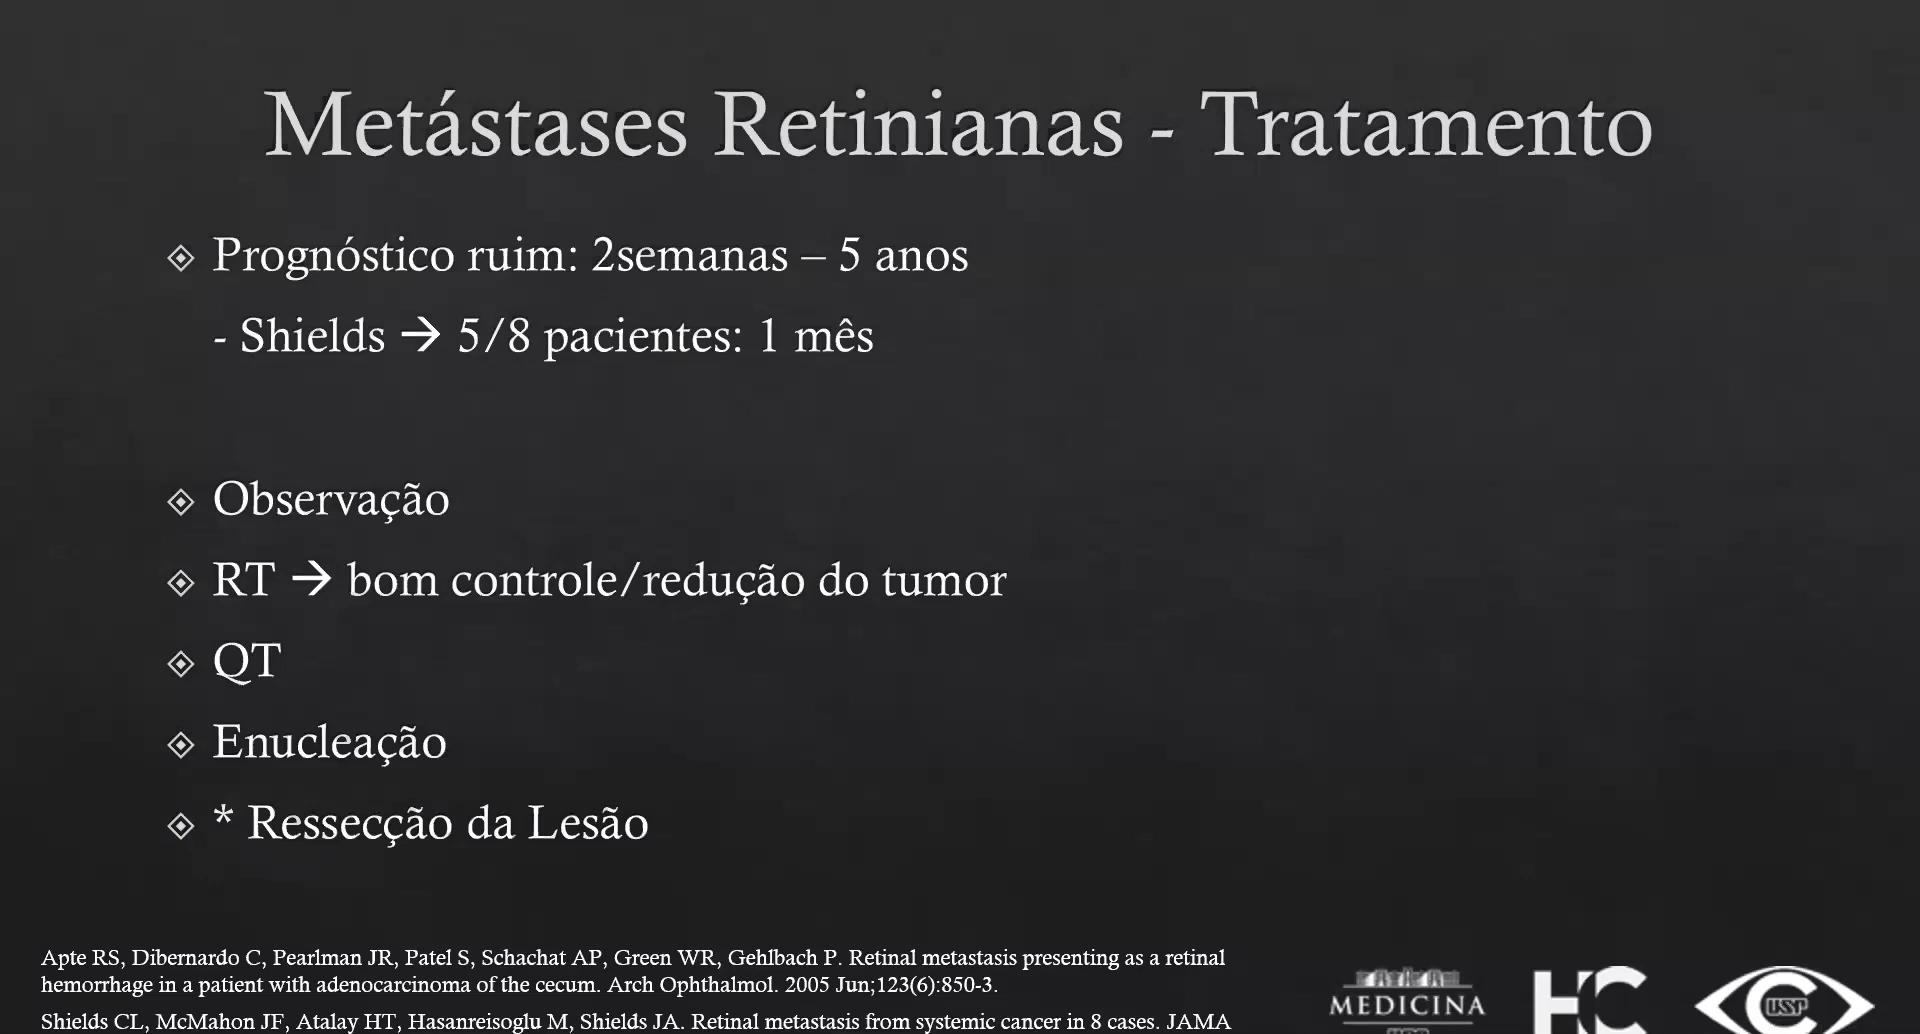 Metástases Retinianas - Tratamento
Prognóstico ruim: 2semanas – 5 anos
- Shields → 5/8 pacientes: 1 mês
Observação
RT → bom controle/redução do tumor
QT
Enucleação
* Ressecção da Lesão
Apte RS, Dibernardo C, Pearlman JR, Patel S, Schachat AP, Green WR, Gehlbach P. Retinal metastasis presenting as a retinal
hemorrhage in a patient with adenocarcinoma of the cecum. Arch Ophthalmol. 2005 Jun;123(6):850-3.
Shields CL, McMahon JF, Atalay HT, Hasanreisoglu M, Shields JA. Retinal metastasis from systemic cancer in 8 cases. JAMA
MEDICINA
HC
USP